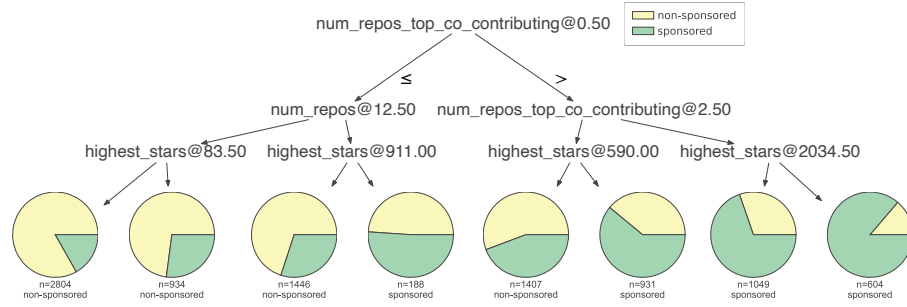 num_repos_top_co_contributing@0.50
non-sponsored
sponsored
≤
>
num_repos@12.50
num_repos_top_co_contributing@2.50
highest_stars@83.50
highest_stars@911.00
highest_stars@590.00
highest_stars@2034.50
n=2804
non-sponsored
n=934
non-sponsored
n=1446
non-sponsored
n=188
sponsored
n=1407
non-sponsored
n=931
sponsored
n=1049
sponsored
n=604
sponsored